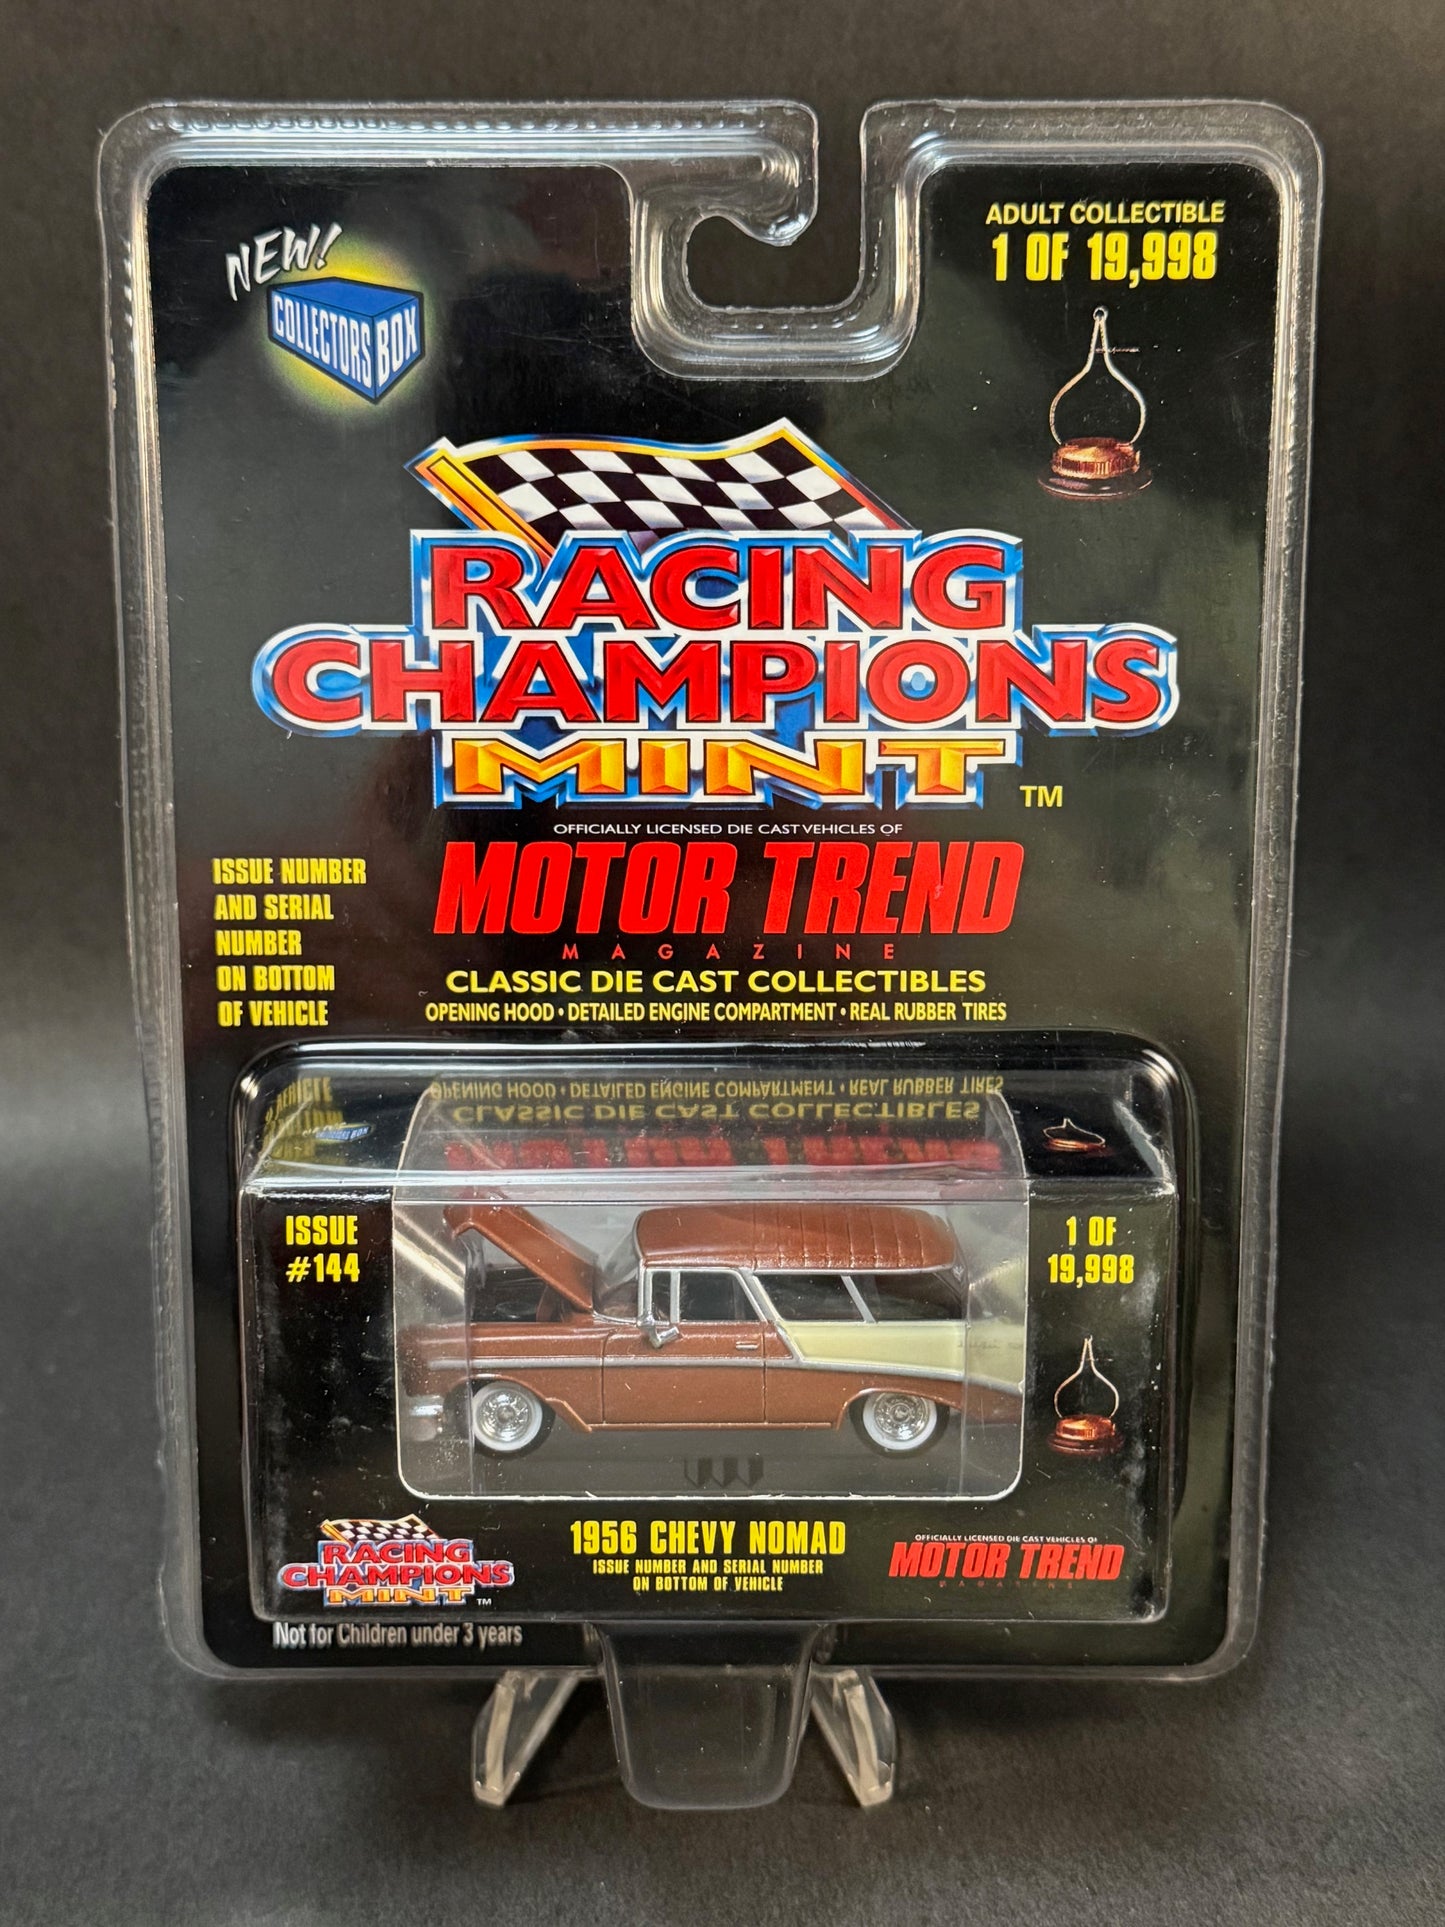 NEW!
COLLECTORS BOX
ADULT COLLECTIBLE
1 OF 19,998
RACING
CHAMPIONS
MINT TM
OFFICIALLY LICENSED DIE CAST VEHICLES OF
MOTOR TREND
MAGAZINE
CLASSIC DIE CAST COLLECTIBLES
OPENING HOOD • DETAILED ENGINE COMPARTMENT • REAL RUBBER TIRES
ISSUE NUMBER
AND SERIAL
NUMBER
ON BOTTOM
OF VEHICLE
ISSUE
#144
1 OF
19,998
RACING
CHAMPIONS
MINT TM
1956 CHEVY NOMAD
ISSUE NUMBER AND SERIAL NUMBER
ON BOTTOM OF VEHICLE
OFFICIALLY LICENSED DIE CAST VEHICLES OF
MOTOR TREND
MAGAZINE
Not for Children under 3 years